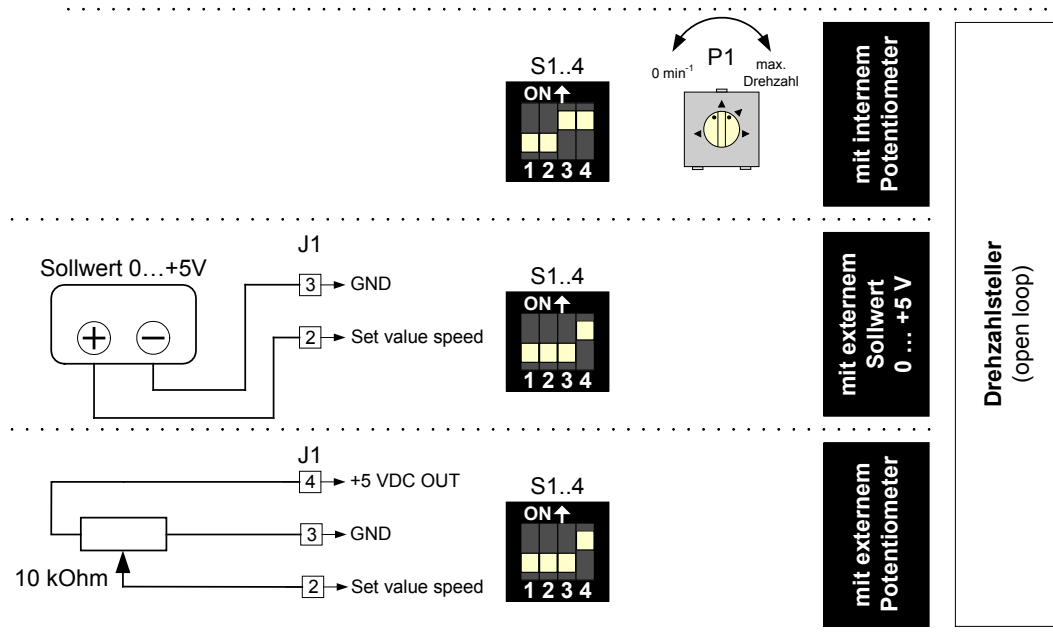 S1..4
ON
1 2 3 4
P1
0 min⁻¹
max.
Drehzahl
mit internem
Potentiometer
Sollwert 0…+5V
J1
3
GND
2
Set value speed
S1..4
ON
1 2 3 4
mit externem
Sollwert
0 … +5 V
J1
4
+5 VDC OUT
3
GND
10 kOhm
2
Set value speed
S1..4
ON
1 2 3 4
mit externem
Potentiometer
Drehzahlsteller
(open loop)